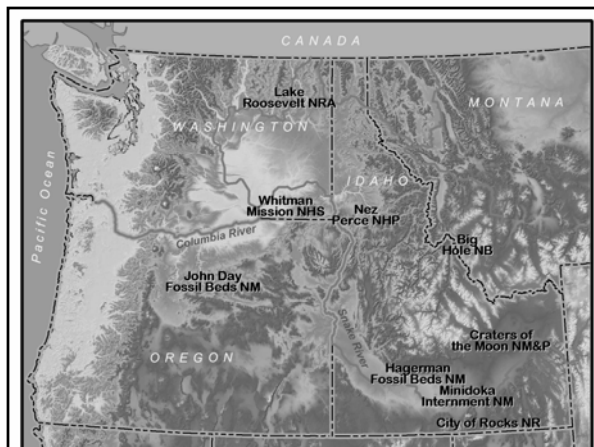 CANADA
Lake
Roosevelt NRA
MONTANA
WASHINGTON
IDAHO
Pacific Ocean
Whitman
Mission NHS
Nez
Perce NHP
Columbia River
Big
Hole NB
John Day
Fossil Beds NM
Snake River
Craters of
the Moon NM&P
OREGON
Hagerman
Fossil Beds NM
Minidoka
Internment NM
City of Rocks NR